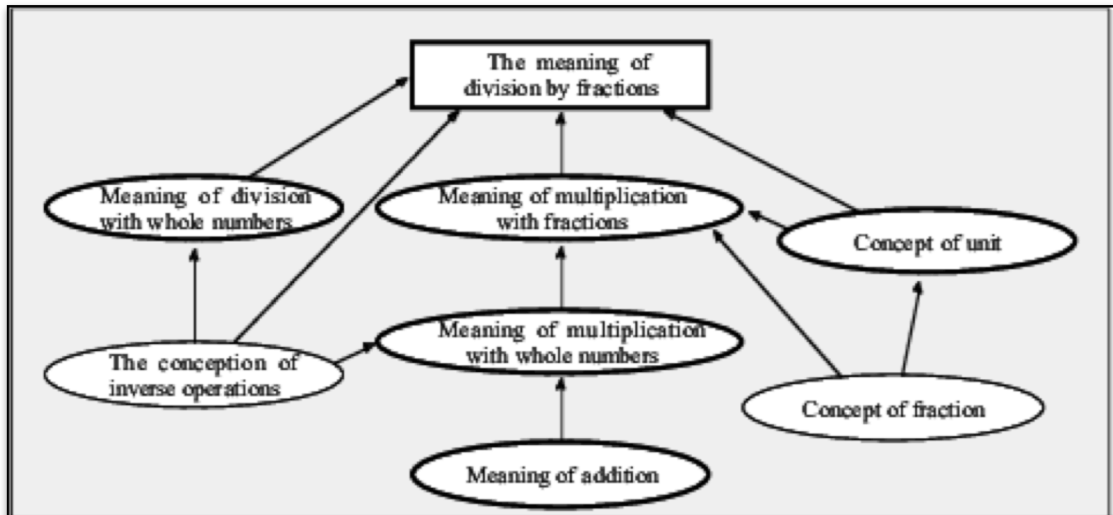 The meaning of
division by fractions
Meaning of division
with whole numbers
Meaning of multiplication
with fractions
Concept of unit
The conception of
inverse operations
Meaning of multiplication
with whole numbers
Concept of fraction
Meaning of addition